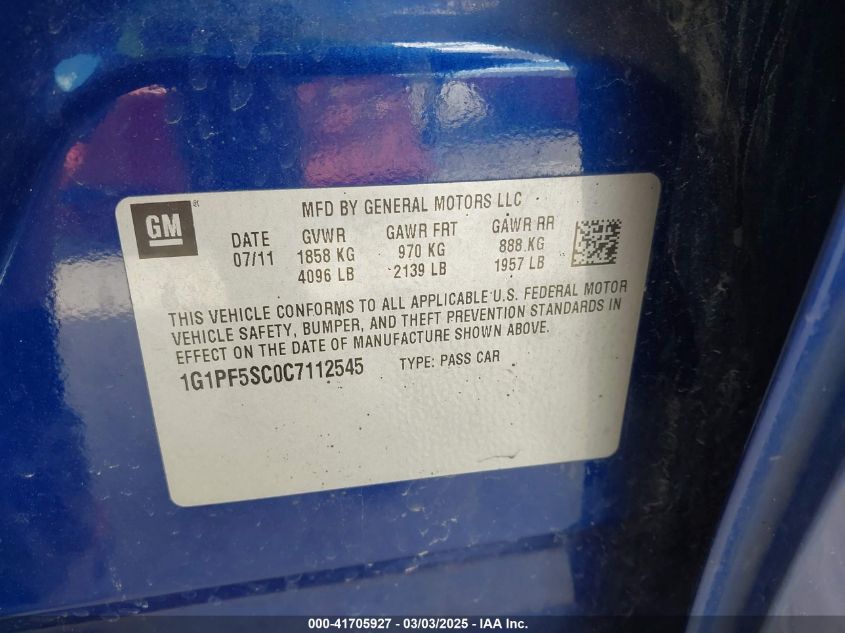 GM
MFD BY GENERAL MOTORS LLC
DATE GVWR GAWR FRT GAWR RR
07/11 1858 KG 970 KG 888 KG
4096 LB 2139 LB 1957 LB
THIS VEHICLE CONFORMS TO ALL APPLICABLE U.S. FEDERAL MOTOR
VEHICLE SAFETY, BUMPER, AND THEFT PREVENTION STANDARDS IN
EFFECT ON THE DATE OF MANUFACTURE SHOWN ABOVE.
1G1PF5SC0C7112545 TYPE: PASS CAR
000-41705927 - 03/03/2025 - IAA Inc.